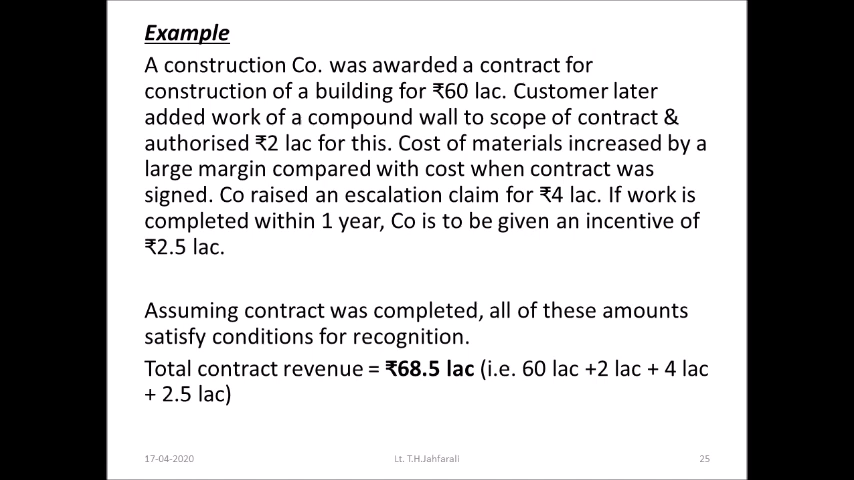 Example
A construction Co. was awarded a contract for
construction of a building for ₹60 lac. Customer later
added work of a compound wall to scope of contract &
authorised ₹2 lac for this. Cost of materials increased by a
large margin compared with cost when contract was
signed. Co raised an escalation claim for ₹4 lac. If work is
completed within 1 year, Co is to be given an incentive of
₹2.5 lac.
Assuming contract was completed, all of these amounts
satisfy conditions for recognition.
Total contract revenue = ₹68.5 lac (i.e. 60 lac +2 lac + 4 lac
+ 2.5 lac)
17-04-2020 Lt. T.H.Jahfarali 25